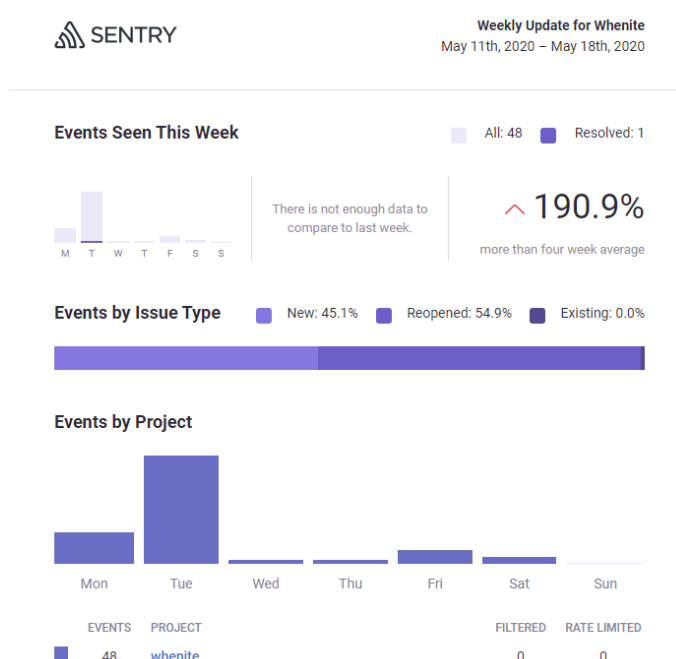 SENTRY
Weekly Update for Whenite
May 11th, 2020 – May 18th, 2020
Events Seen This Week
All: 48
Resolved: 1
M T W T F S S
There is not enough data to
compare to last week.
190.9%
more than four week average
Events by Issue Type
New: 45.1%
Reopened: 54.9%
Existing: 0.0%
Events by Project
Mon Tue Wed Thu Fri Sat Sun
EVENTS PROJECT FILTERED RATE LIMITED
48 whenite 0 0